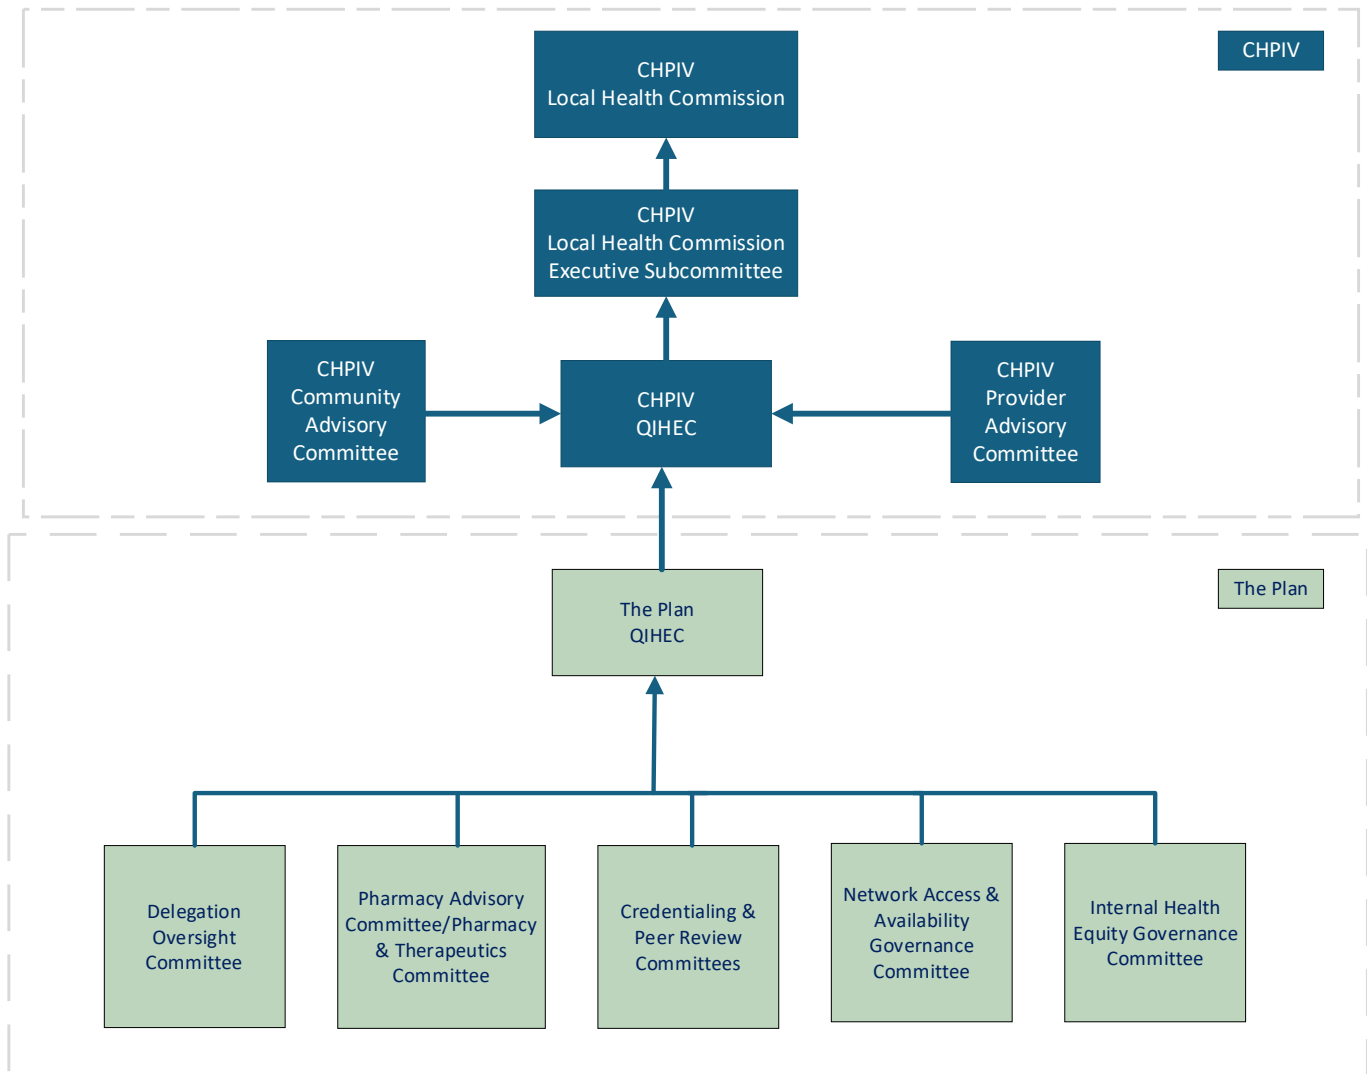 CHPIV
CHPIV
Local Health Commission
CHPIV
Local Health Commission
Executive Subcommittee
CHPIV
Community
Advisory
Committee
CHPIV
QIHEC
CHPIV
Provider
Advisory
Committee
The Plan
The Plan
QIHEC
Delegation
Oversight
Committee
Pharmacy Advisory
Committee/Pharmacy
& Therapeutics
Committee
Credentialing &
Peer Review
Committees
Network Access &
Availability
Governance
Committee
Internal Health
Equity Governance
Committee